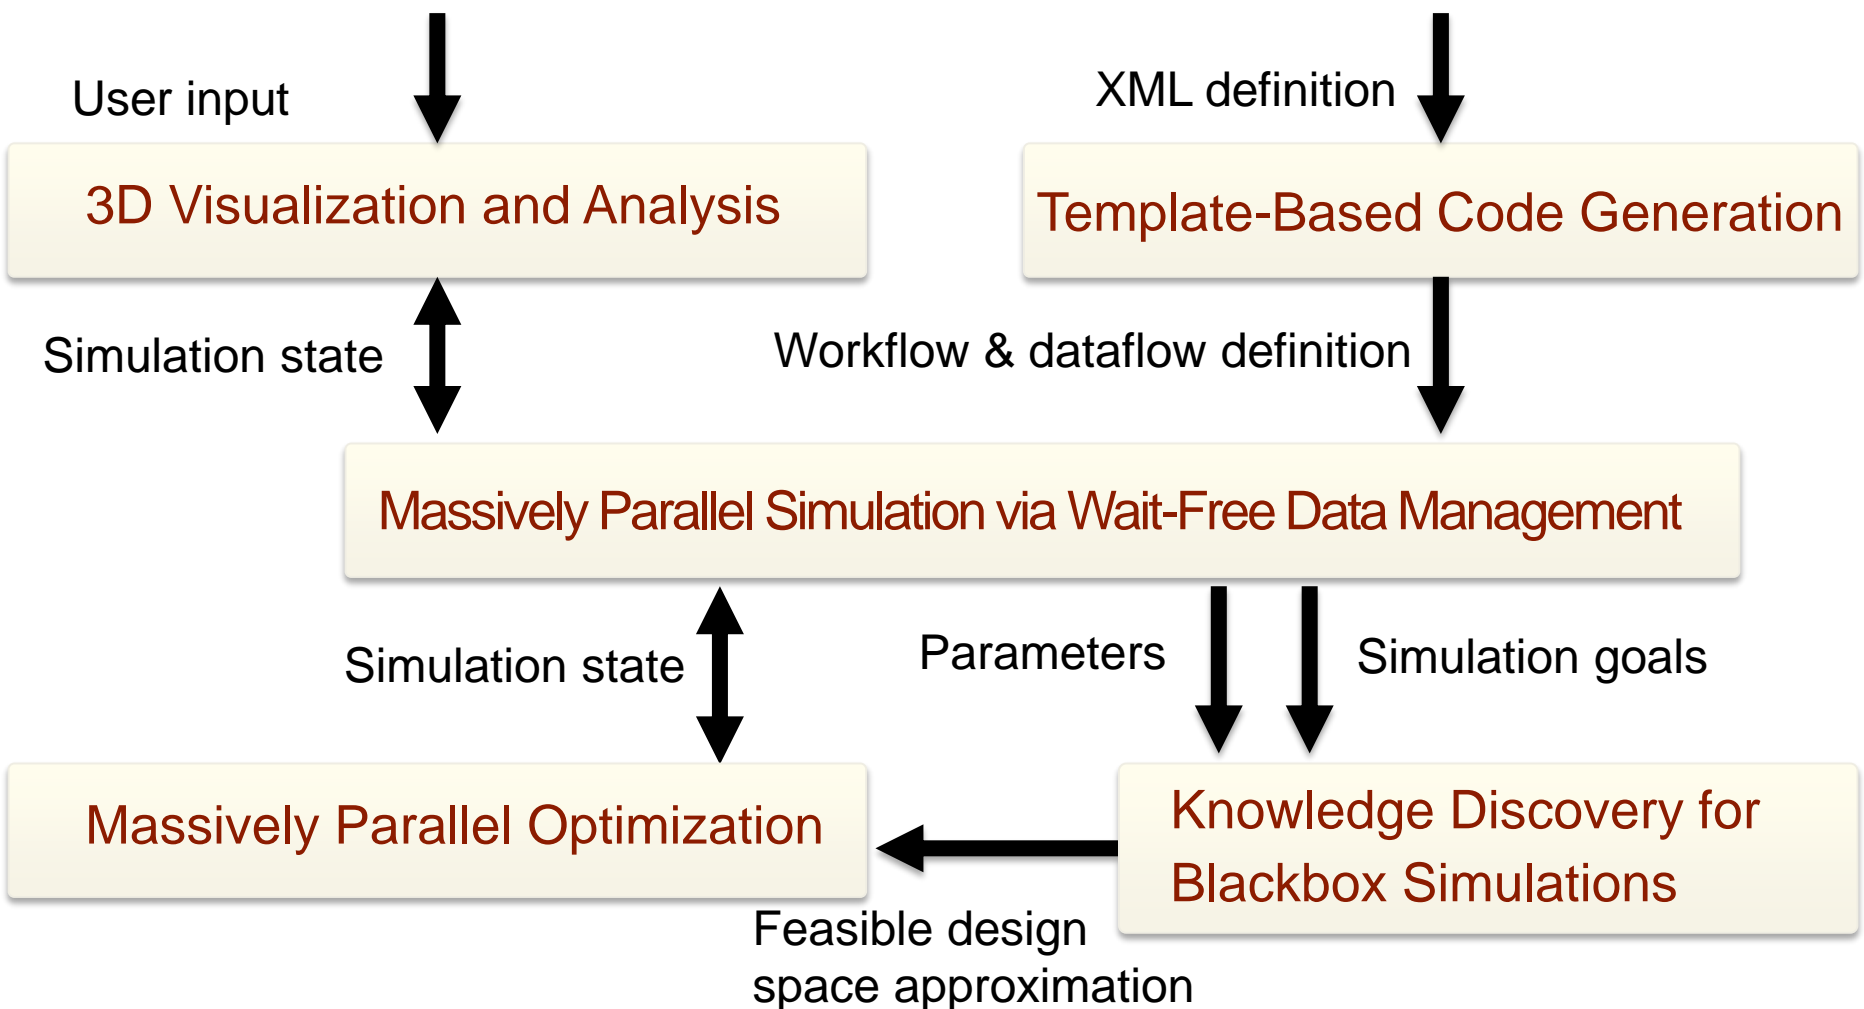 User input
XML definition
3D Visualization and Analysis
Template-Based Code Generation
Simulation state
Workflow & dataflow definition
Massively Parallel Simulation via Wait-Free Data Management
Simulation state
Parameters
Simulation goals
Massively Parallel Optimization
Knowledge Discovery for
Blackbox Simulations
Feasible design
space approximation